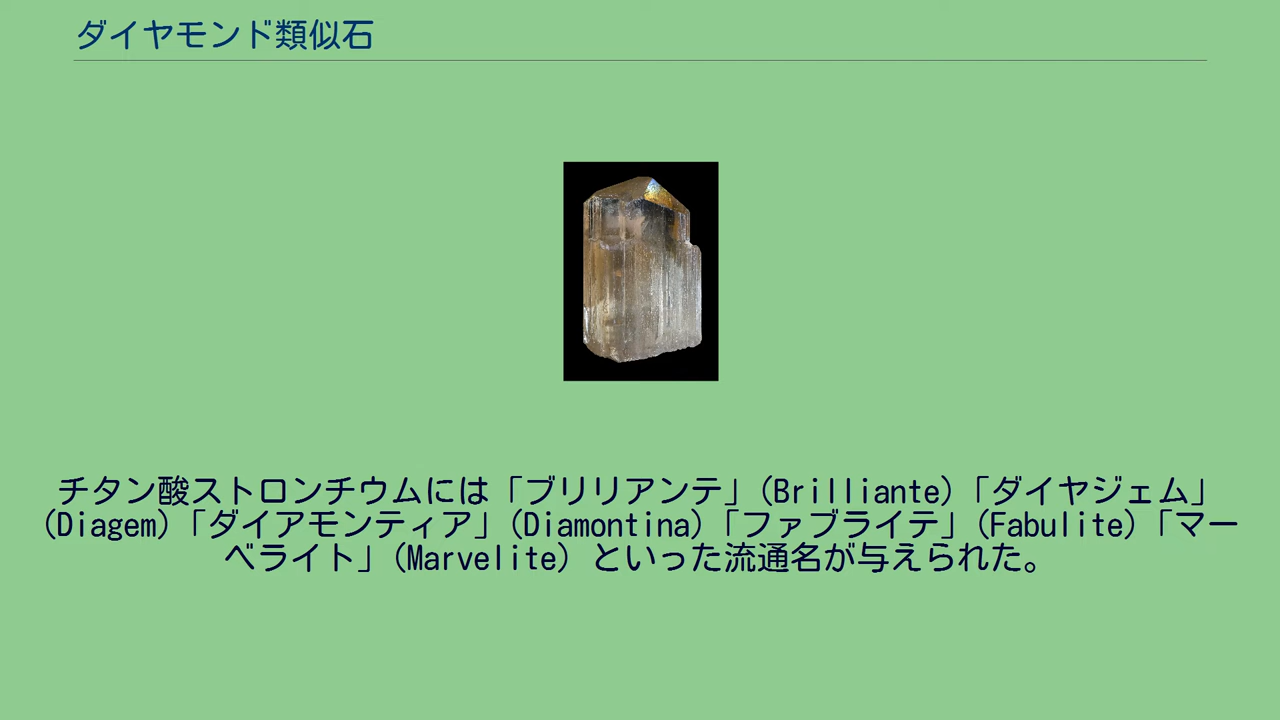 ダイヤモンド類似石
チタン酸ストロンチウムには「ブリリアンテ」(Brilliante)「ダイヤジェム」
(Diagem)「ダイアモンティア」(Diamontina)「ファブライテ」(Fabulite)「マー
ベライト」(Marvelite) といった流通名が与えられた。